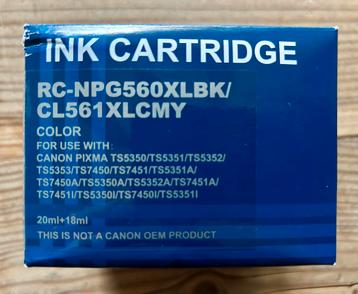 INK CARTRIDGE
RC-NPG560XLBK/
CL561XLCMY
COLOR
FOR USE WITH:
CANON PIXMA TS5350/TS5351/TS5352/
TS5353/TS7450/TS7451/TS5351A/
TS7450A/TS5350A/TS5352A/TS7451A/
TS7451I/TS5350I/TS7450I/TS5351I
20ml+18ml
THIS IS NOT A CANON OEM PRODUCT